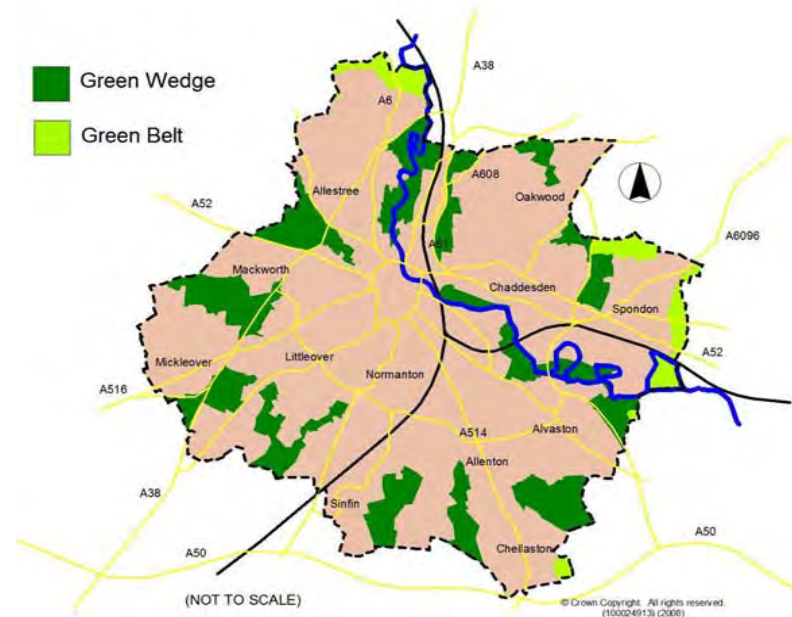 Green Wedge
Green Belt
A38
A6
A608
Allestree
Oakwood
A52
A61
A6096
Mackworth
Chaddesden
Spondon
Mickleover
Littleover
Normanton
A52
A516
A514
Alvaston
Allenton
A38
Sinfin
A50
Chellaston
A50
(NOT TO SCALE)
© Crown Copyright. All rights reserved.
(100024913) (2008)